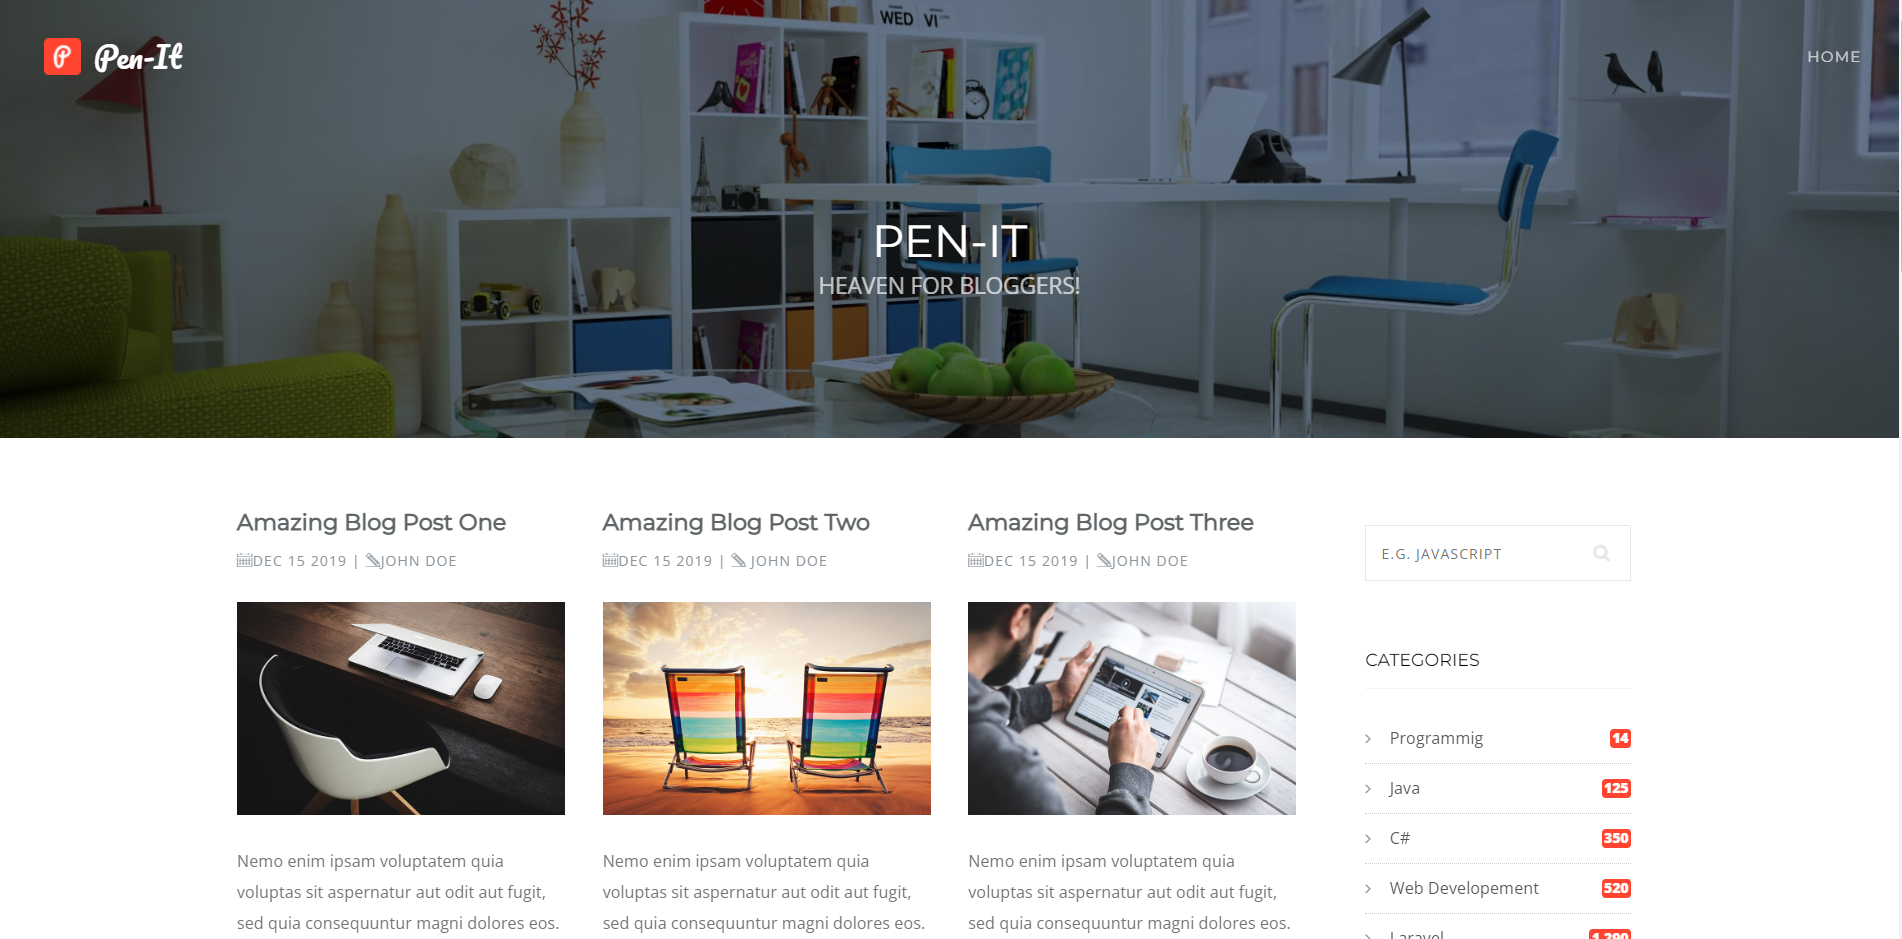 P Pen-It
HOME
WED VI
PEN-IT
HEAVEN FOR BLOGGERS!
Amazing Blog Post One
DEC 15 2019 | JOHN DOE
Nemo enim ipsam voluptatem quia
voluptas sit aspernatur aut odit aut fugit,
sed quia consequuntur magni dolores eos.
Amazing Blog Post Two
DEC 15 2019 | JOHN DOE
Nemo enim ipsam voluptatem quia
voluptas sit aspernatur aut odit aut fugit,
sed quia consequuntur magni dolores eos.
Amazing Blog Post Three
DEC 15 2019 | JOHN DOE
Nemo enim ipsam voluptatem quia
voluptas sit aspernatur aut odit aut fugit,
sed quia consequuntur magni dolores eos.
E.G. JAVASCRIPT
CATEGORIES
Programmig 14
Java 125
C# 350
Web Developement 520
Laravel 1,290